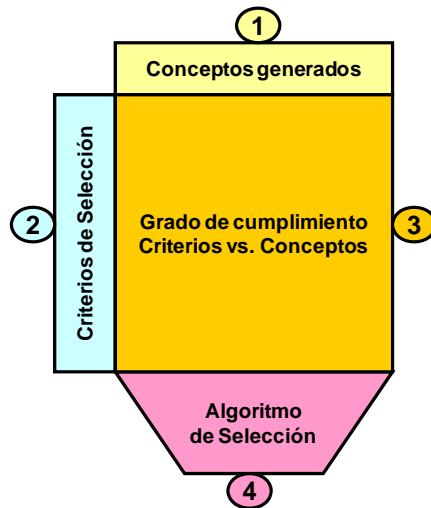 1
Conceptos generados
2
Criterios de Selección
Grado de cumplimiento
Criterios vs. Conceptos
3
Algoritmo
de Selección
4